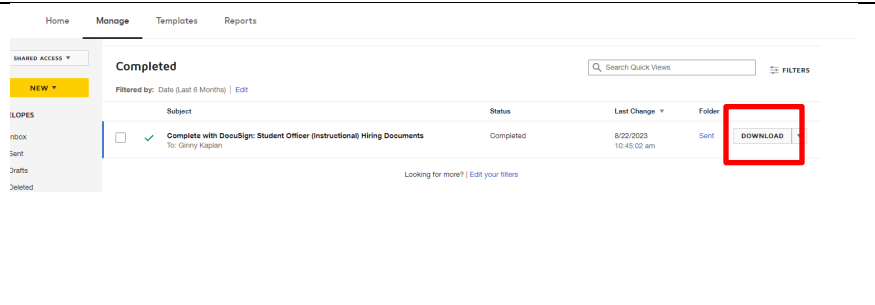 Home Manage Templates Reports
SHARED ACCESS
Completed
Search Quick Views
FILTERS
NEW
Filtered by: Date (Last 6 Months) | Edit
Subject Status Last Change Folder
Complete with DocuSign: Student Officer (Instructional) Hiring Documents Completed 8/22/2023 Sent DOWNLOAD
To: Ginny Kaplan 10:45:02 am
Sent
Drafts
Deleted
Looking for more? | Edit your filters